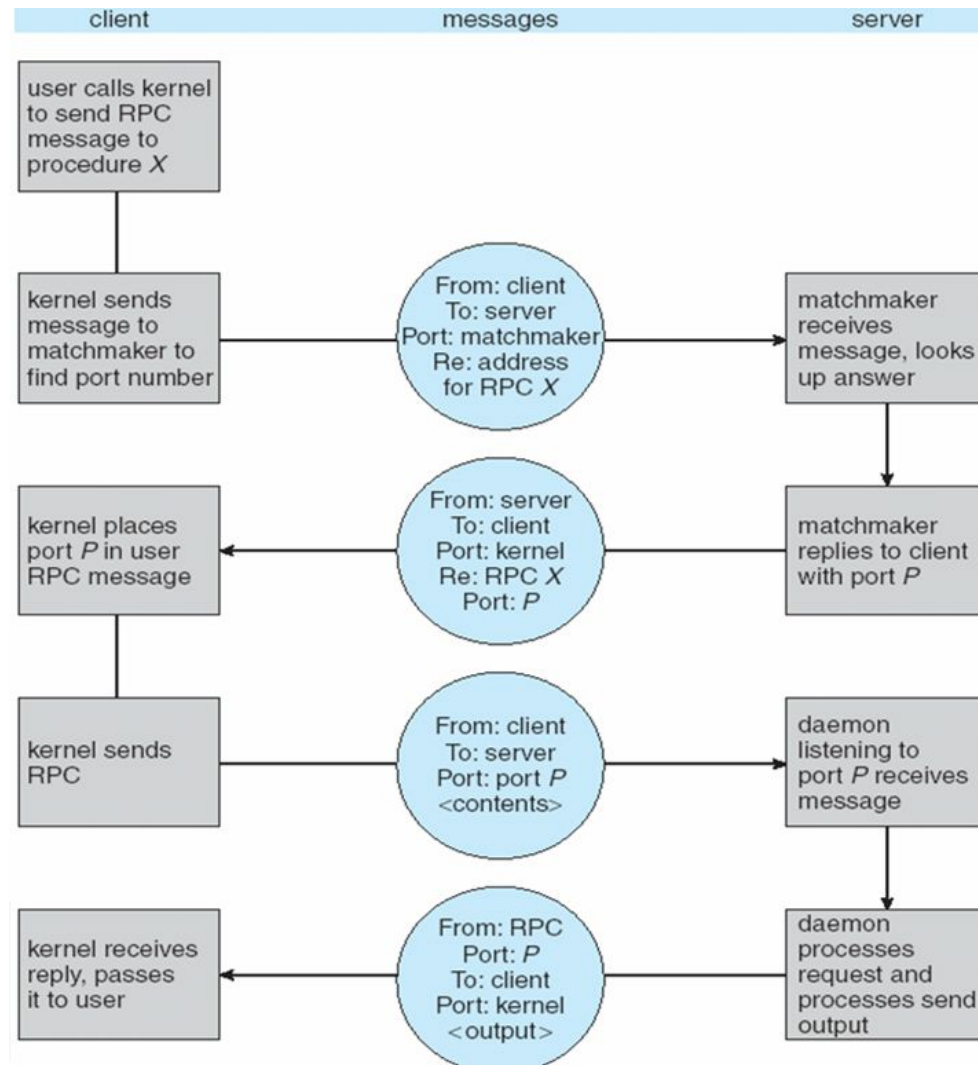 client messages server
user calls kernel
to send RPC
message to
procedure X
kernel sends
message to
matchmaker to
find port number
From: client
To: server
Port: matchmaker
Re: address
for RPC X
matchmaker
receives
message, looks
up answer
kernel places
port P in user
RPC message
From: server
To: client
Port: kernel
Re: RPC X
Port: P
matchmaker
replies to client
with port P
kernel sends
RPC
From: client
To: server
Port: port P
<contents>
daemon
listening to
port P receives
message
kernel receives
reply, passes
it to user
From: RPC
Port: P
To: client
Port: kernel
<output>
daemon
processes
request and
processes send
output